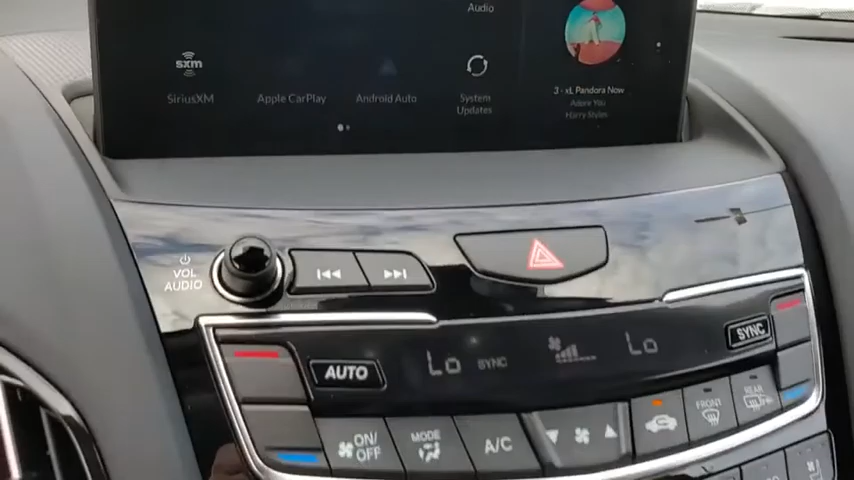 Audio
sxm
SiriusXM
Apple CarPlay
Android Auto
System
Updates
3 - xL Pandora Now
Adore You
Harry Styles
VOL
AUDIO
AUTO
Lo
SYNC
Lo
SYNC
ON/
OFF
MODE
A/C
FRONT
REAR